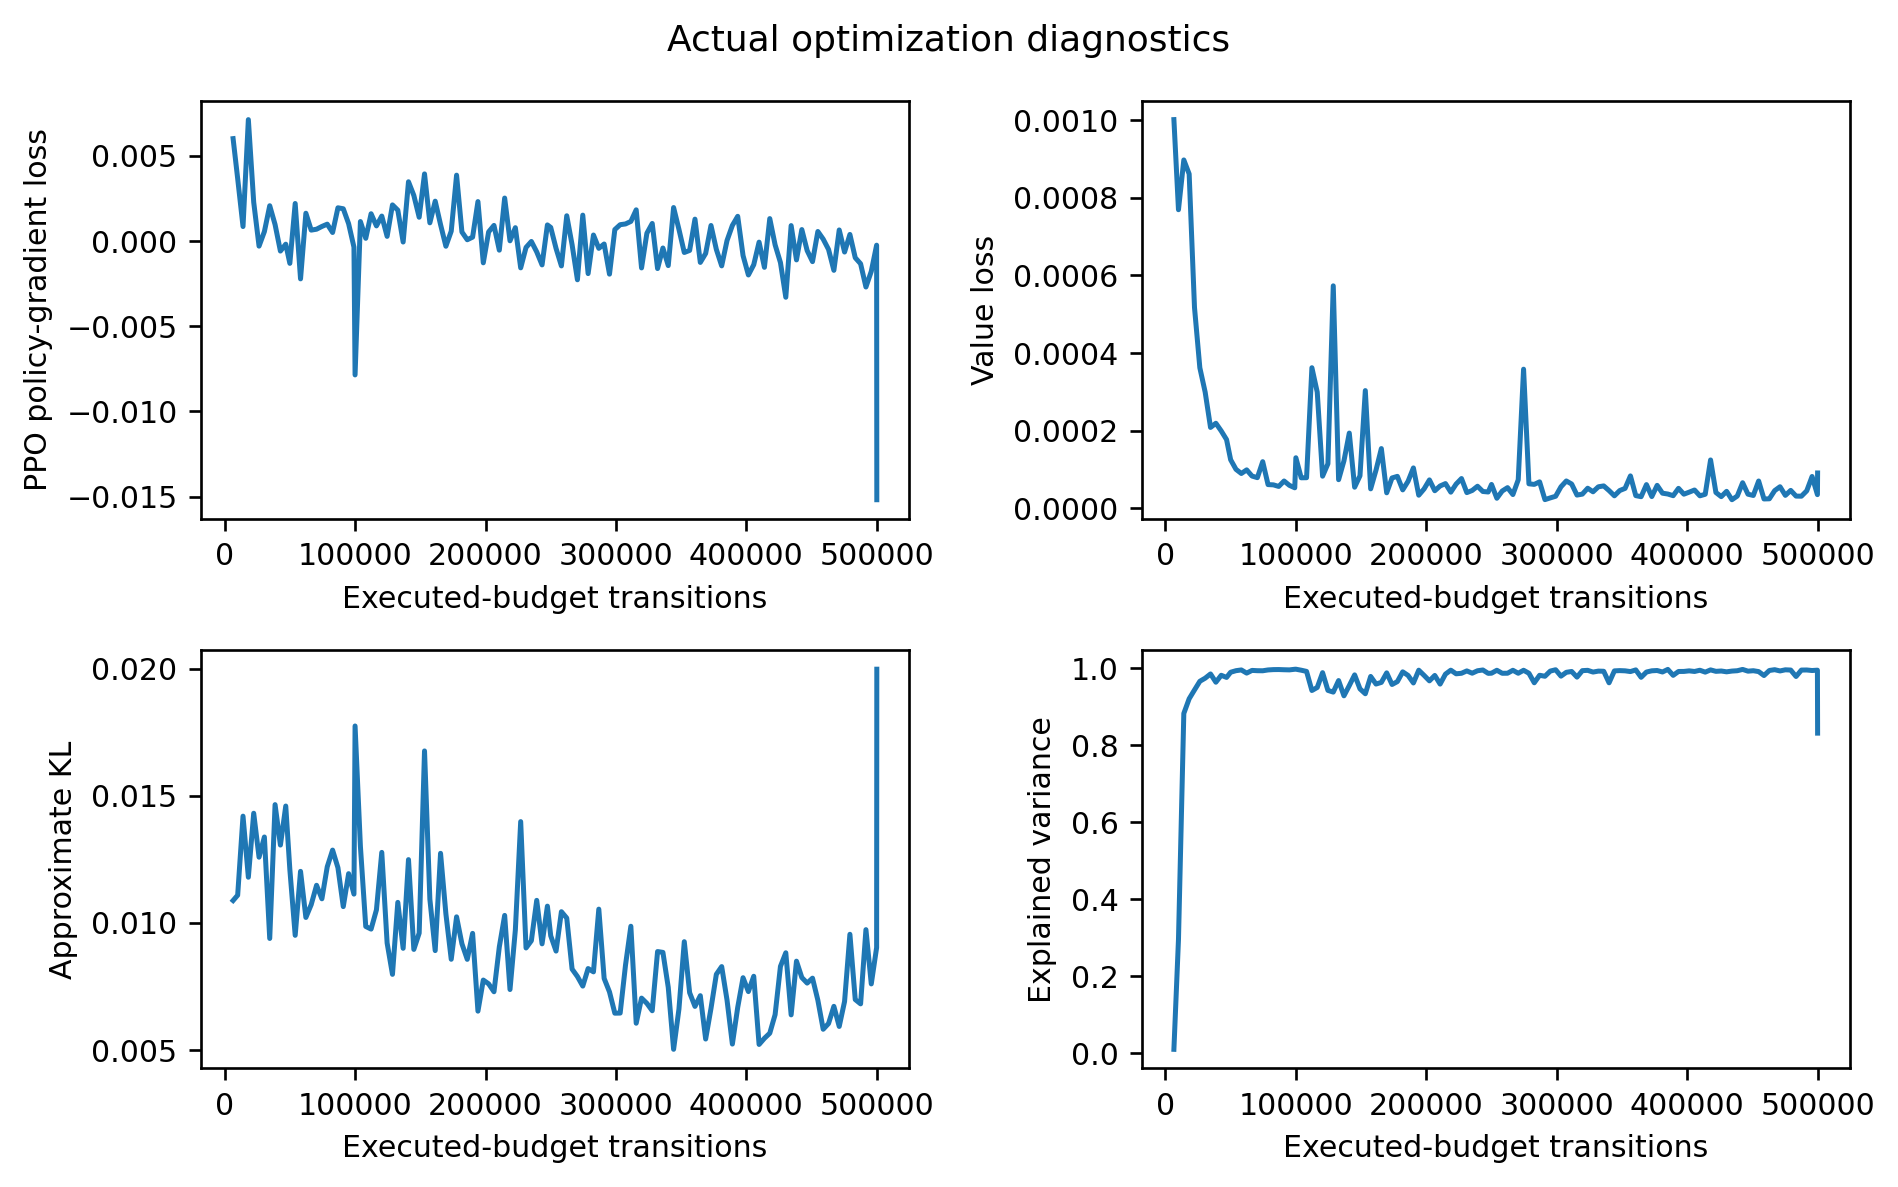 Actual optimization diagnostics
PPO policy-gradient loss
0.005
0.000
−0.005
−0.010
−0.015
0 100000 200000 300000 400000 500000
Executed-budget transitions
Value loss
0.0010
0.0008
0.0006
0.0004
0.0002
0.0000
0 100000 200000 300000 400000 500000
Executed-budget transitions
Approximate KL
0.020
0.015
0.010
0.005
0 100000 200000 300000 400000 500000
Executed-budget transitions
Explained variance
1.0
0.8
0.6
0.4
0.2
0.0
0 100000 200000 300000 400000 500000
Executed-budget transitions